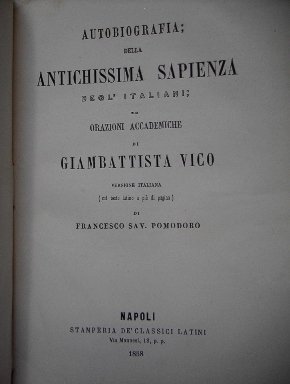 AUTOBIOGRAFIA;
DELLA
ANTICHISSIMA SAPIENZA
DEGL' ITALIANI;
ORAZIONI ACCADEMICHE
DI
GIAMBATTISTA VICO
VERSIONE ITALIANA
(col testo latino a piè di pagina)
DI
FRANCESCO SAV. POMODORO
NAPOLI
STAMPERIA DE' CLASSICI LATINI
18, p. p.
1858